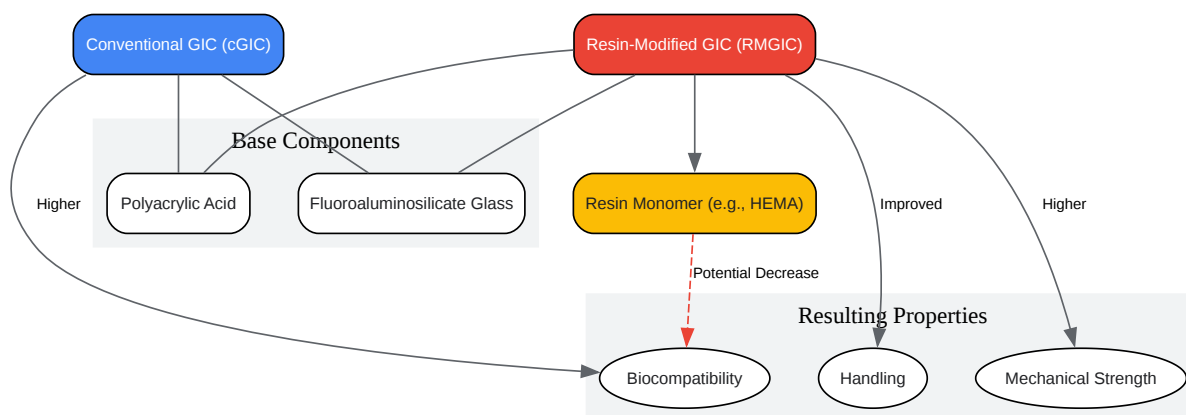 Conventional GIC (cGIC)
Resin-Modified GIC (RMGIC)
Base Components
Polyacrylic Acid
Fluoroaluminosilicate Glass
Resin Monomer (e.g., HEMA)
Higher
Improved
Higher
Potential Decrease
Resulting Properties
Biocompatibility
Handling
Mechanical Strength